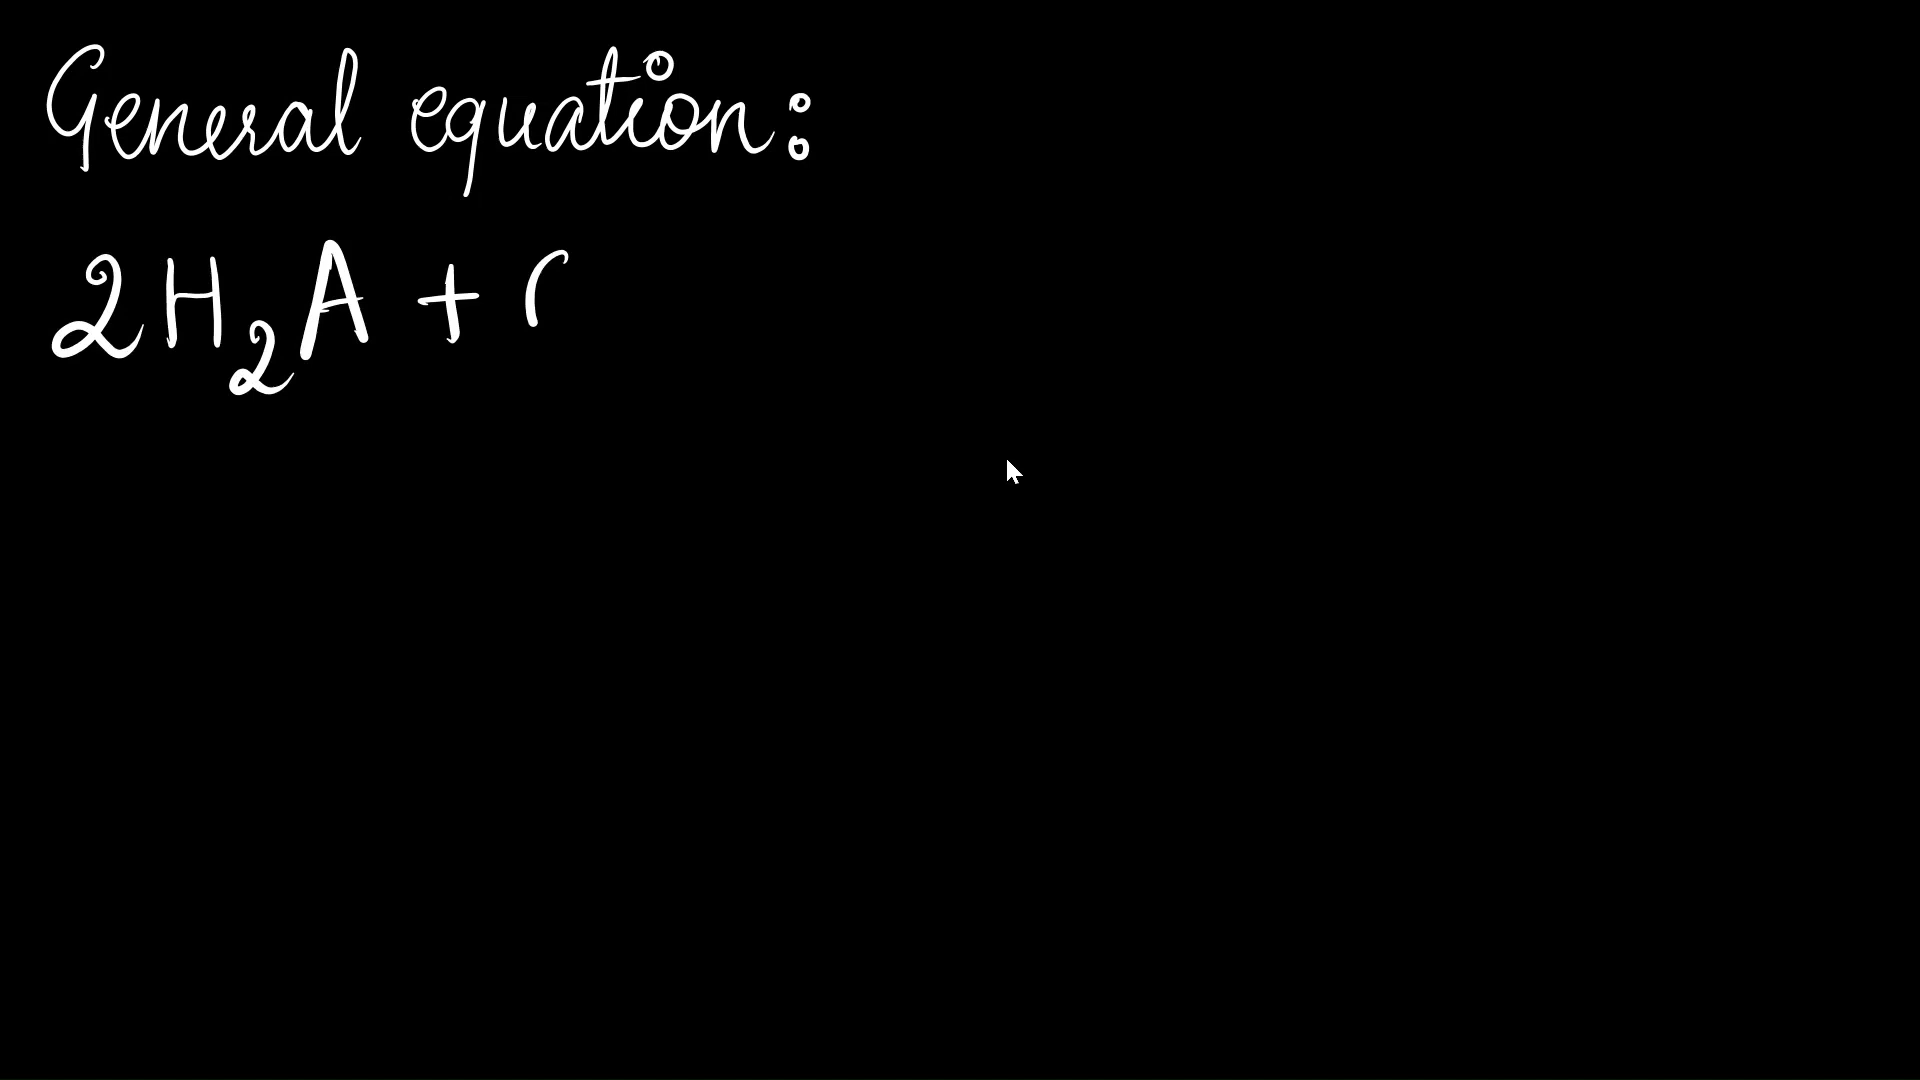 General equation:
2H₂A +